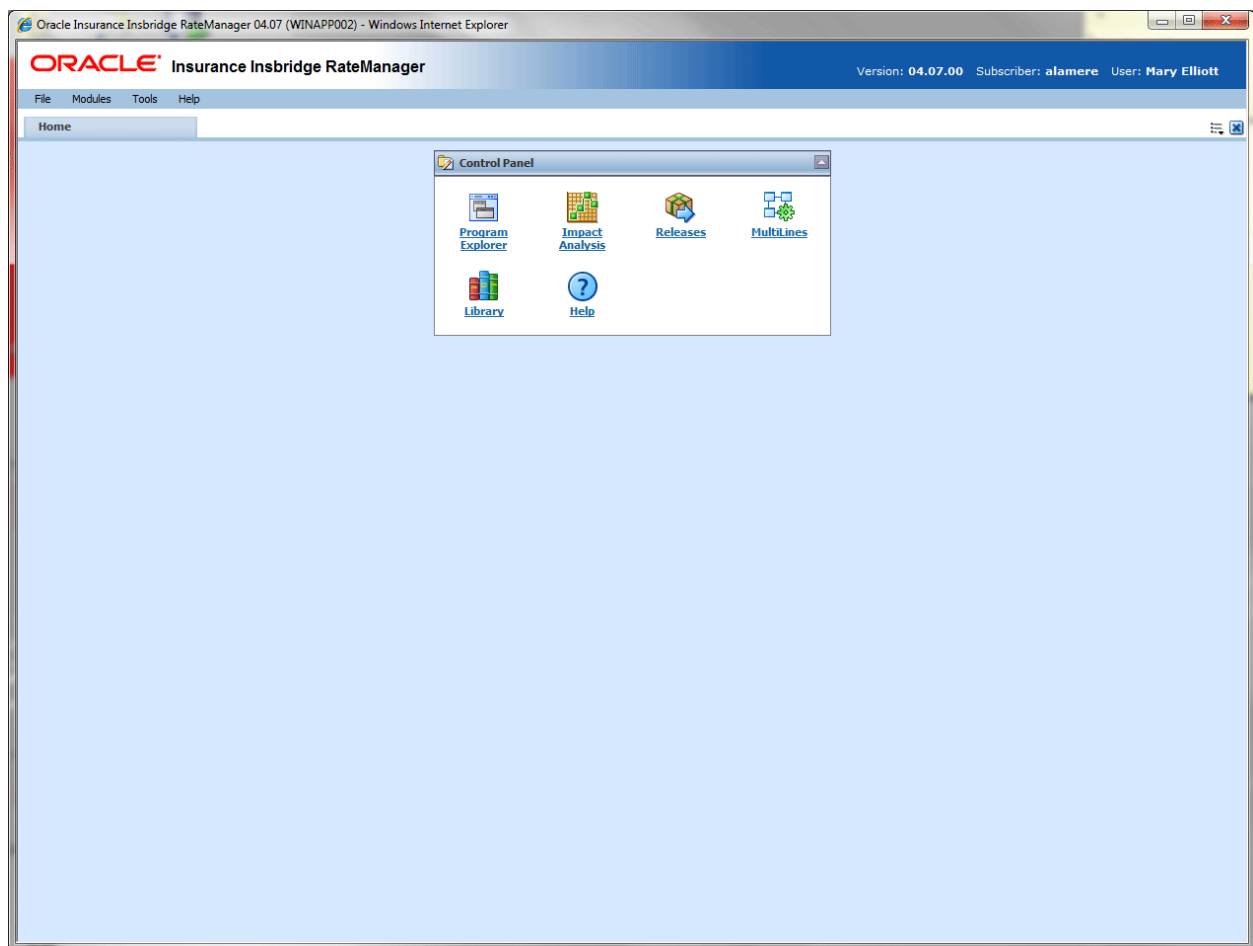 Oracle Insurance Insbridge RateManager 04.07 (WINAPP002) - Windows Internet Explorer
ORACLE Insurance Insbridge RateManager
Version: 04.07.00 Subscriber: alamere User: Mary Elliott
File Modules Tools Help
Home
Control Panel
Program Explorer
Impact Analysis
Releases
MultiLines
Library
Help